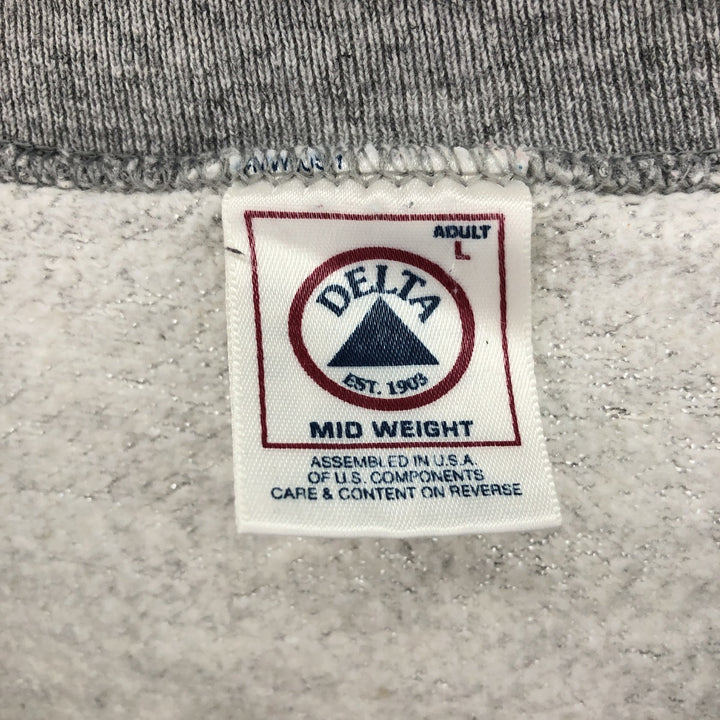 ADULT
L
DELTA
EST. 1903
MID WEIGHT
ASSEMBLED IN U.S.A.
OF U.S. COMPONENTS
CARE & CONTENT ON REVERSE